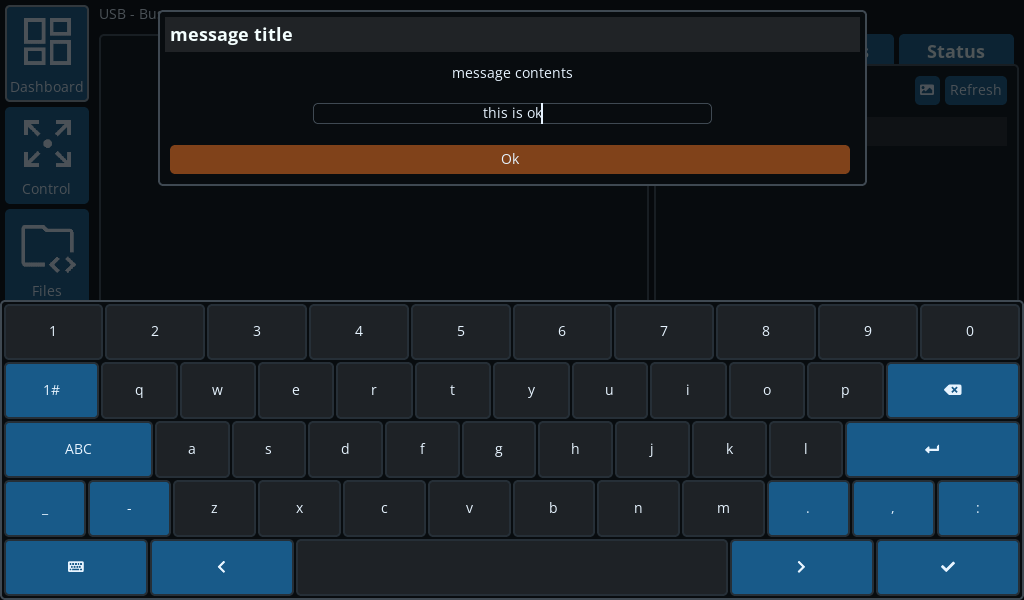 USB - Bu
Dashboard
Control
Files
message title
message contents
this is ok
Ok
s Status
Refresh
1 2 3 4 5 6 7 8 9 0
1# q w e r t y u i o p
ABC a s d f g h j k l
_ - z x c v b n m . , :